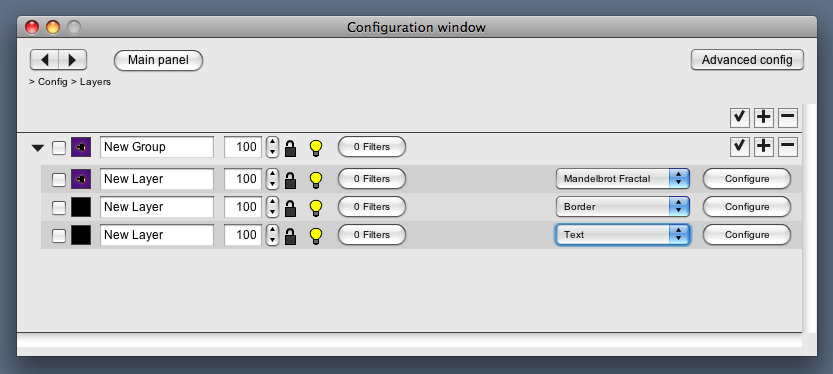 Configuration window
Main panel
Advanced config
> Config > Layers
New Group 100 0 Filters
New Layer 100 0 Filters Mandelbrot Fractal Configure
New Layer 100 0 Filters Border Configure
New Layer 100 0 Filters Text Configure